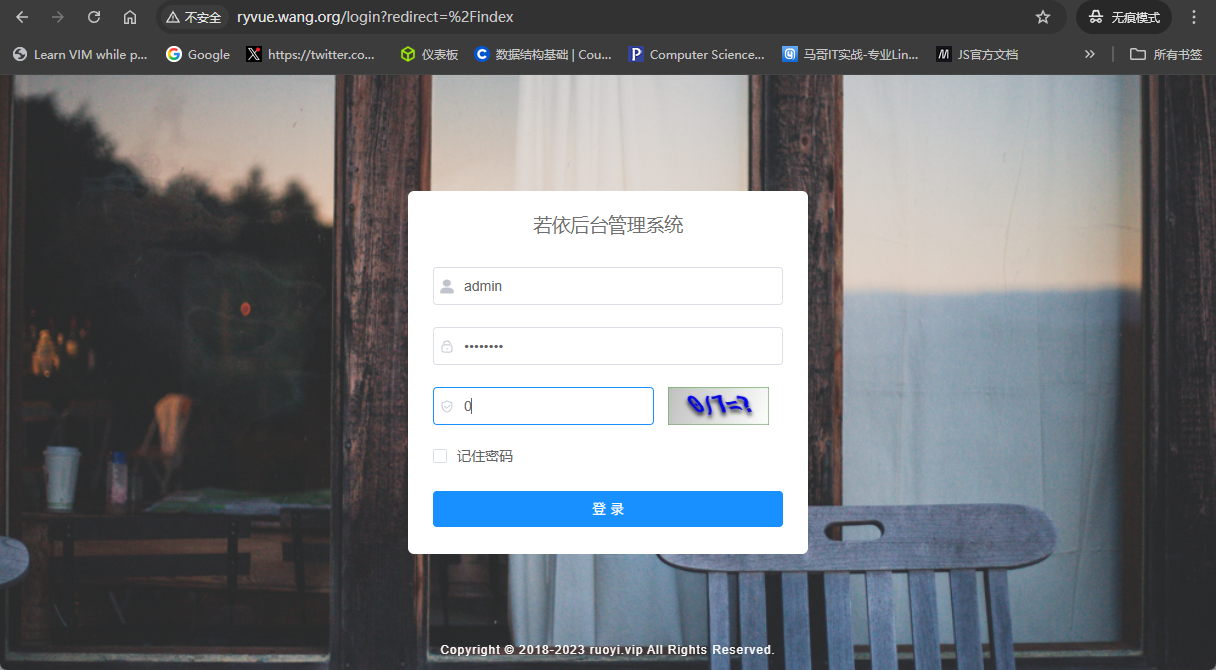 不安全 ryvue.wang.org/login?redirect=%2Findex 无痕模式
Learn VIM while p... Google https://twitter.co... 仪表板 数据结构基础 | Cou... Computer Science... 马哥IT实战-专业Lin... JS官方文档 » 所有书签
若依后台管理系统
admin
••••••••
0 0/7=?
记住密码
登 录
Copyright © 2018-2023 ruoyi.vip All Rights Reserved.